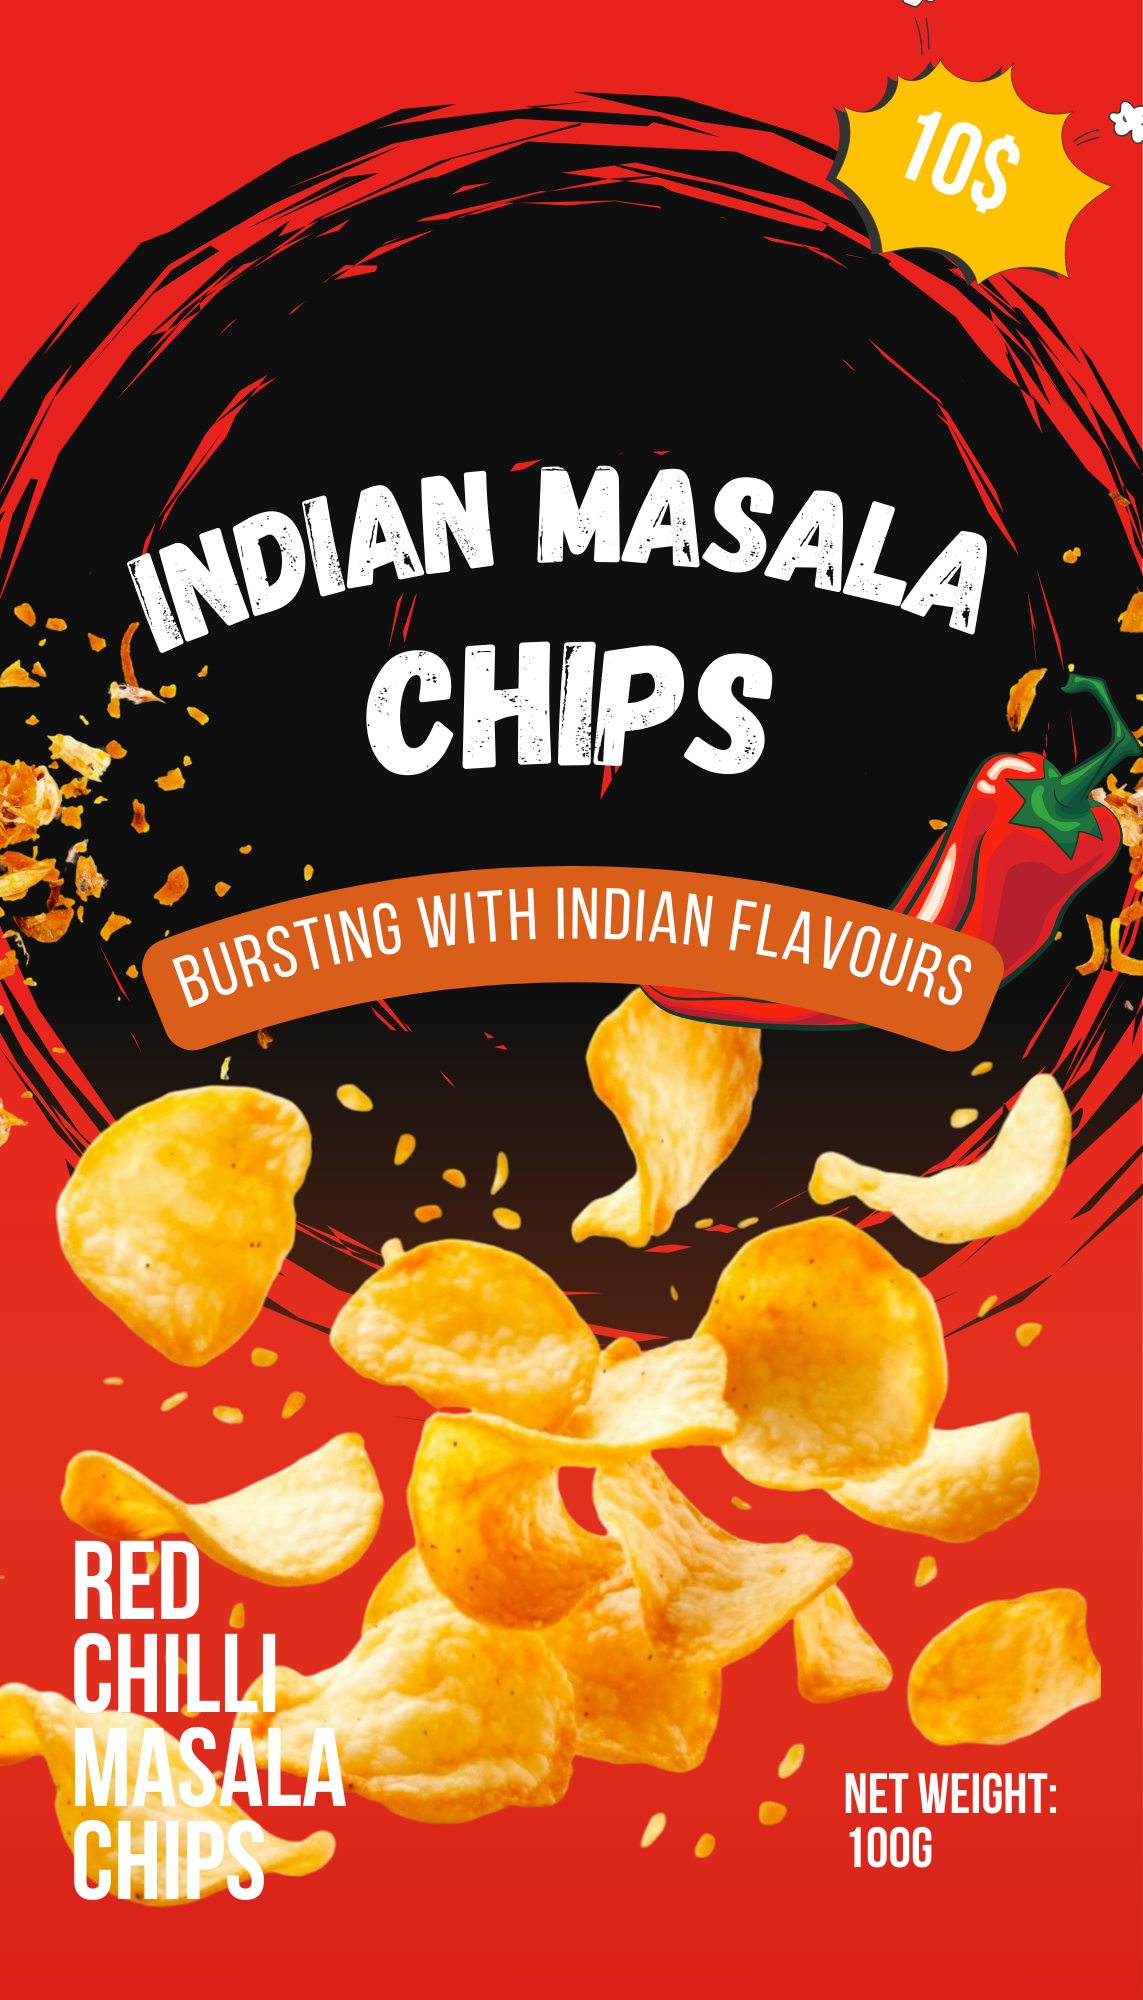 10$
INDIAN MASALA
CHIPS
BURSTING WITH INDIAN FLAVOURS
RED
CHILLI
MASALA
CHIPS
NET WEIGHT:
100G